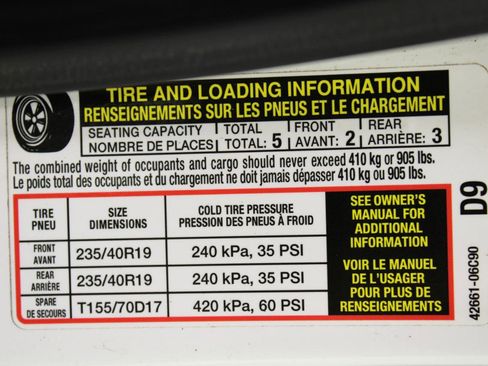 TIRE AND LOADING INFORMATION
RENSEIGNEMENTS SUR LES PNEUS ET LE CHARGEMENT
SEATING CAPACITY TOTAL FRONT REAR
NOMBRE DE PLACES TOTAL: 5 AVANT: 2 ARRIÈRE: 3
The combined weight of occupants and cargo should never exceed 410 kg or 905 lbs.
Le poids total des occupants et du chargement ne doit jamais dépasser 410 kg ou 905 lbs.
TIRE SIZE COLD TIRE PRESSURE
PNEU DIMENSIONS PRESSION DES PNEUS À FROID
FRONT
AVANT 235/40R19 240 kPa, 35 PSI
REAR
ARRIÈRE 235/40R19 240 kPa, 35 PSI
SPARE
DE SECOURS T155/70D17 420 kPa, 60 PSI
SEE OWNER'S
MANUAL FOR
ADDITIONAL
INFORMATION
VOIR LE MANUEL
DE L'USAGER
POUR PLUS DE
RENSEIGNEMENTS
D9
42661-06C90